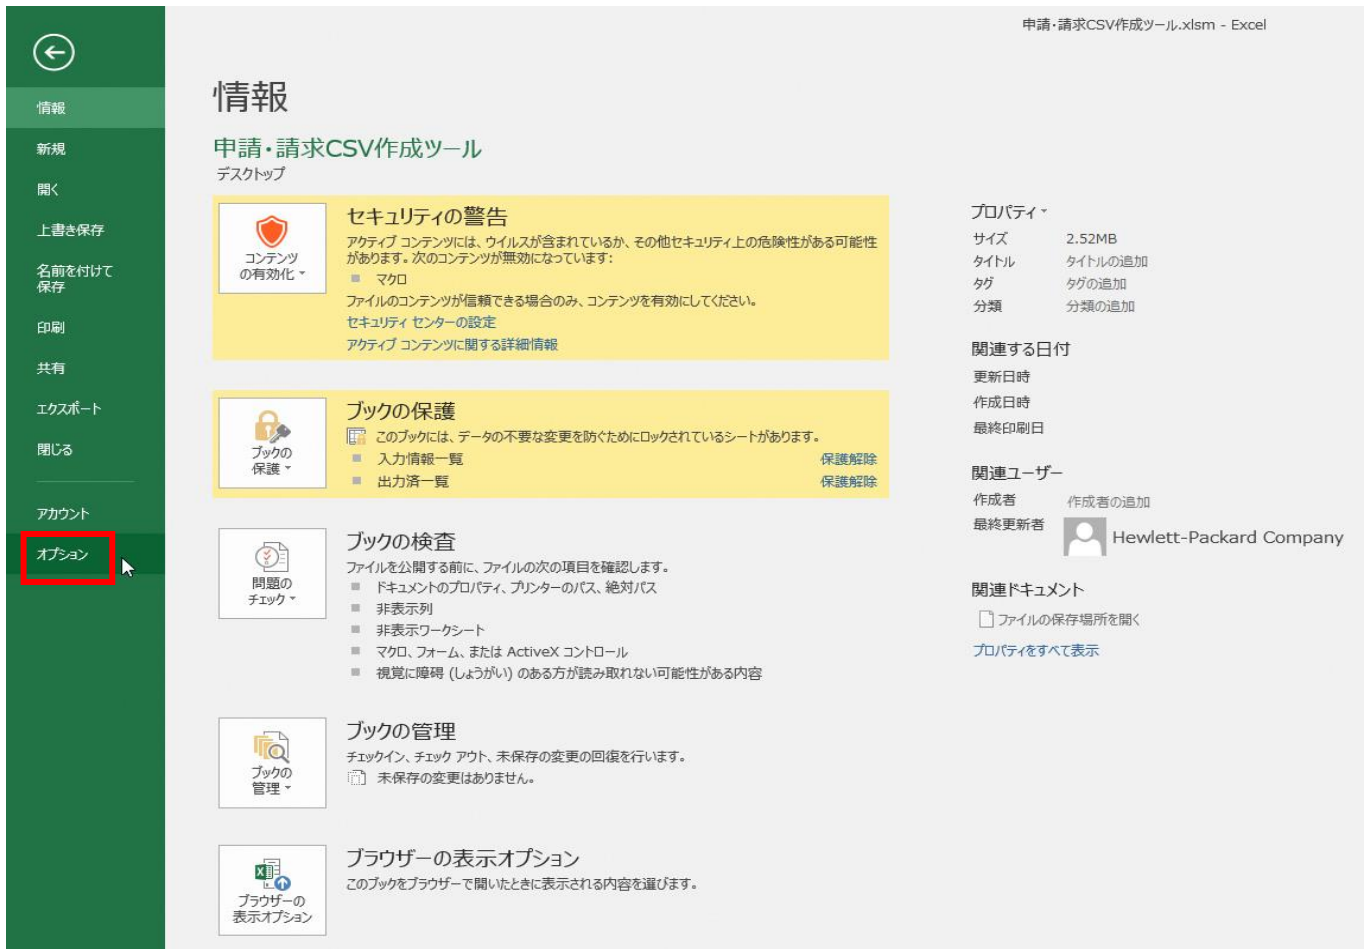 申請・請求CSV作成ツール.xlsm - Excel
情報
新規
開く
上書き保存
名前を付けて
保存
印刷
共有
エクスポート
閉じる
アカウント
オプション
情報
申請・請求CSV作成ツール
デスクトップ
コンテンツ
の有効化
セキュリティの警告
アクティブ コンテンツには、ウイルスが含まれているか、その他セキュリティ上の危険性がある可能性
があります。次のコンテンツが無効になっています:
マクロ
ファイルのコンテンツが信頼できる場合のみ、コンテンツを有効にしてください。
セキュリティ センターの設定
アクティブ コンテンツに関する詳細情報
ブックの
保護
ブックの保護
このブックには、データの不要な変更を防ぐためにロックされているシートがあります。
入力情報一覧 保護解除
出力済一覧 保護解除
問題の
チェック
ブックの検査
ファイルを公開する前に、ファイルの次の項目を確認します。
ドキュメントのプロパティ、プリンターのパス、絶対パス
非表示列
非表示ワークシート
マクロ、フォーム、または ActiveX コントロール
視覚に障碍 (しょうがい) のある方が読み取れない可能性がある内容
ブックの
管理
ブックの管理
チェックイン、チェック アウト、未保存の変更の回復を行います。
未保存の変更はありません。
ブラウザーの
表示オプション
ブラウザーの表示オプション
このブックをブラウザーで開いたときに表示される内容を選びます。
プロパティ
サイズ 2.52MB
タイトル タイトルの追加
タグ タグの追加
分類 分類の追加
関連する日付
更新日時
作成日時
最終印刷日
関連ユーザー
作成者 作成者の追加
最終更新者 Hewlett-Packard Company
関連ドキュメント
ファイルの保存場所を開く
プロパティをすべて表示